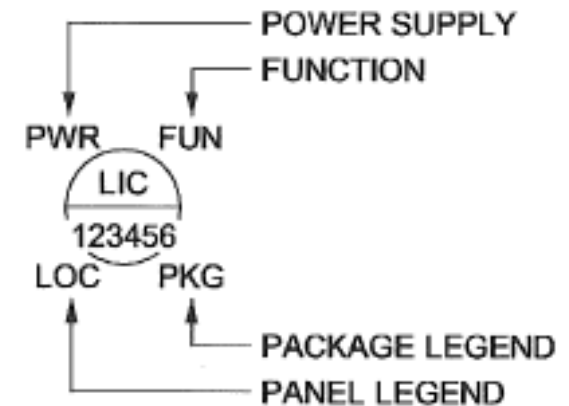 POWER SUPPLY
FUNCTION
PWR FUN
LIC
123456
LOC PKG
PACKAGE LEGEND
PANEL LEGEND